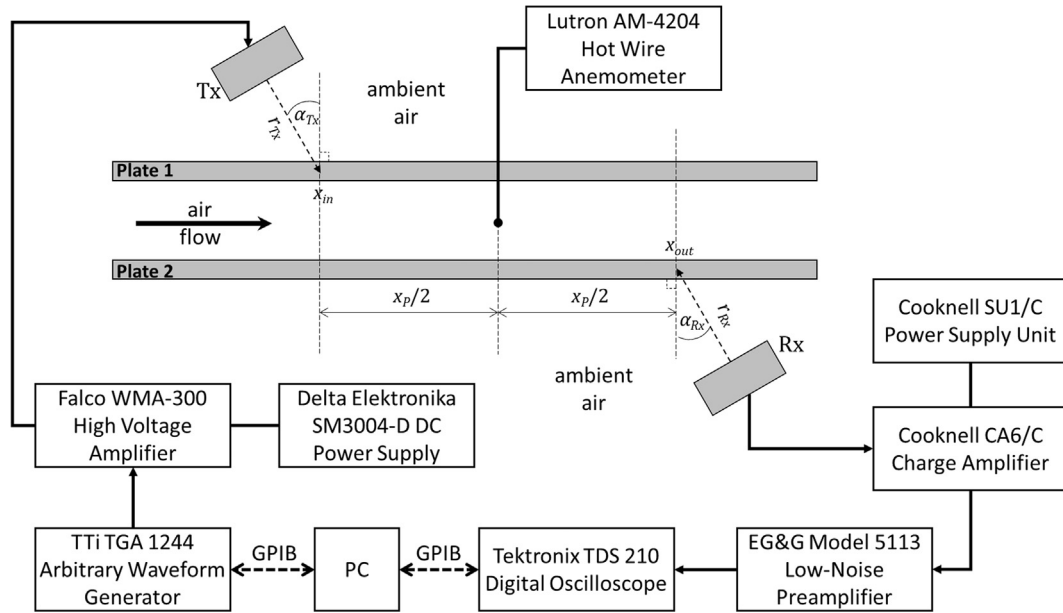 Lutron AM-4204
Hot Wire
Anemometer
Tx
α_Tx
r_Tx
ambient
air
Plate 1
x_in
air
flow
x_out
Plate 2
x_P/2
x_P/2
α_Rx
r_Rx
Rx
ambient
air
Cooknell SU1/C
Power Supply Unit
Falco WMA-300
High Voltage
Amplifier
Delta Elektronika
SM3004-D DC
Power Supply
Cooknell CA6/C
Charge Amplifier
TTi TGA 1244
Arbitrary Waveform
Generator
GPIB
PC
GPIB
Tektronix TDS 210
Digital Oscilloscope
EG&G Model 5113
Low-Noise
Preamplifier